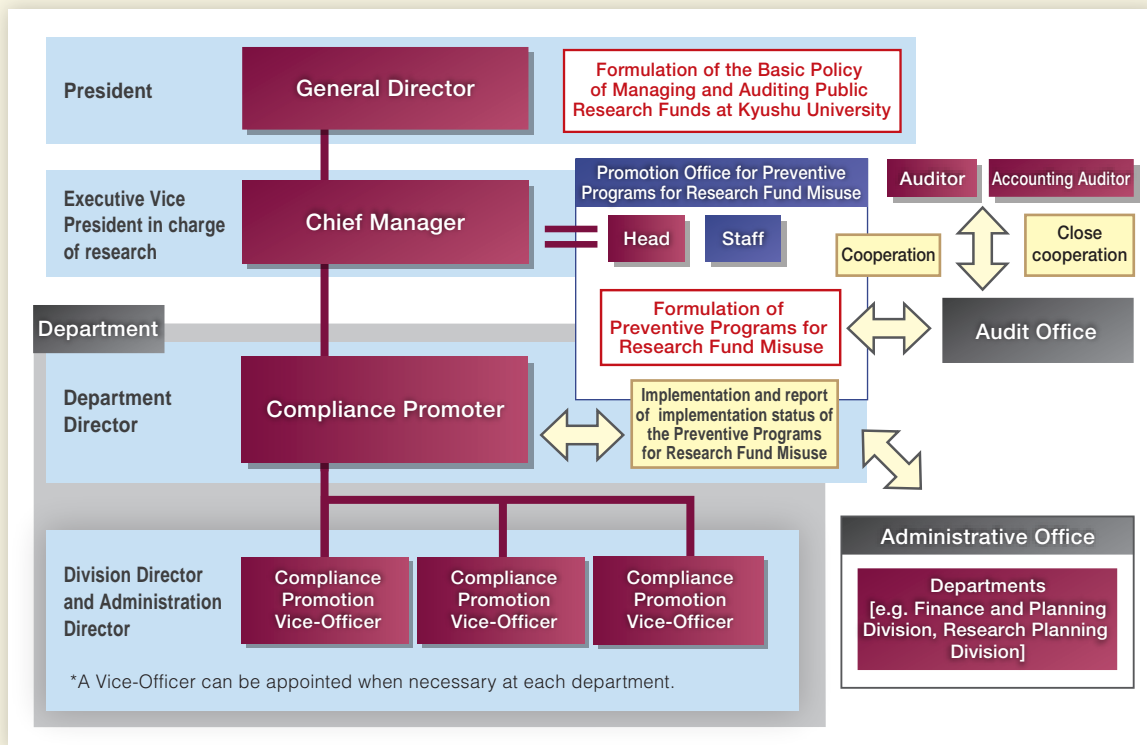 President
General Director
Formulation of the Basic Policy
of Managing and Auditing Public
Research Funds at Kyushu University
Executive Vice
President in charge
of research
Chief Manager
Promotion Office for Preventive
Programs for Research Fund Misuse
Head
Staff
Auditor
Accounting Auditor
Cooperation
Close
cooperation
Formulation of
Preventive Programs for
Research Fund Misuse
Audit Office
Department
Department
Director
Compliance Promoter
Implementation and report
of implementation status of
the Preventive Programs
for Research Fund Misuse
Administrative Office
Departments
[e.g. Finance and Planning
Division, Research Planning
Division]
Division Director
and Administration
Director
Compliance
Promotion
Vice-Officer
Compliance
Promotion
Vice-Officer
Compliance
Promotion
Vice-Officer
*A Vice-Officer can be appointed when necessary at each department.